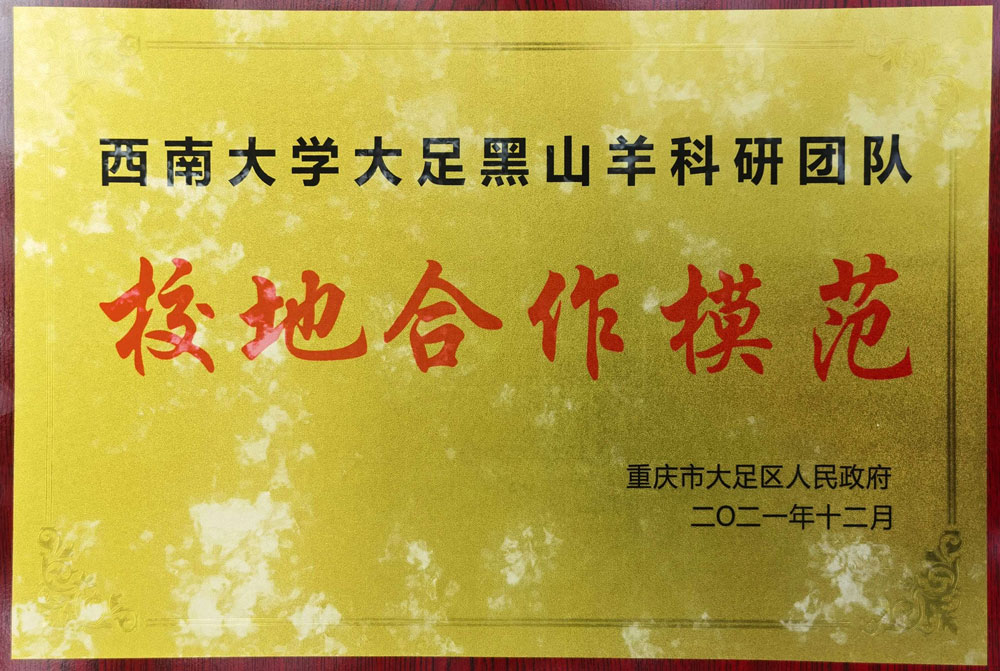 西南大学大足黑山羊科研团队
校地合作模范
重庆市大足区人民政府
二〇二一年十二月